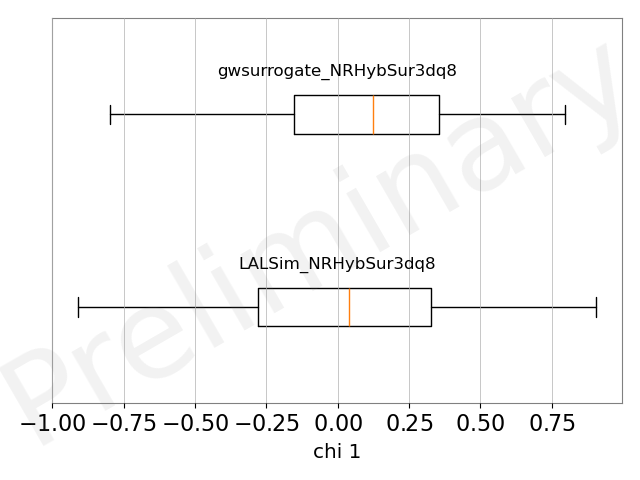 gwsurrogate_NRHybSur3dq8
LALSim_NRHybSur3dq8
Preliminary
−1.00 −0.75 −0.50 −0.25 0.00 0.25 0.50 0.75
chi 1